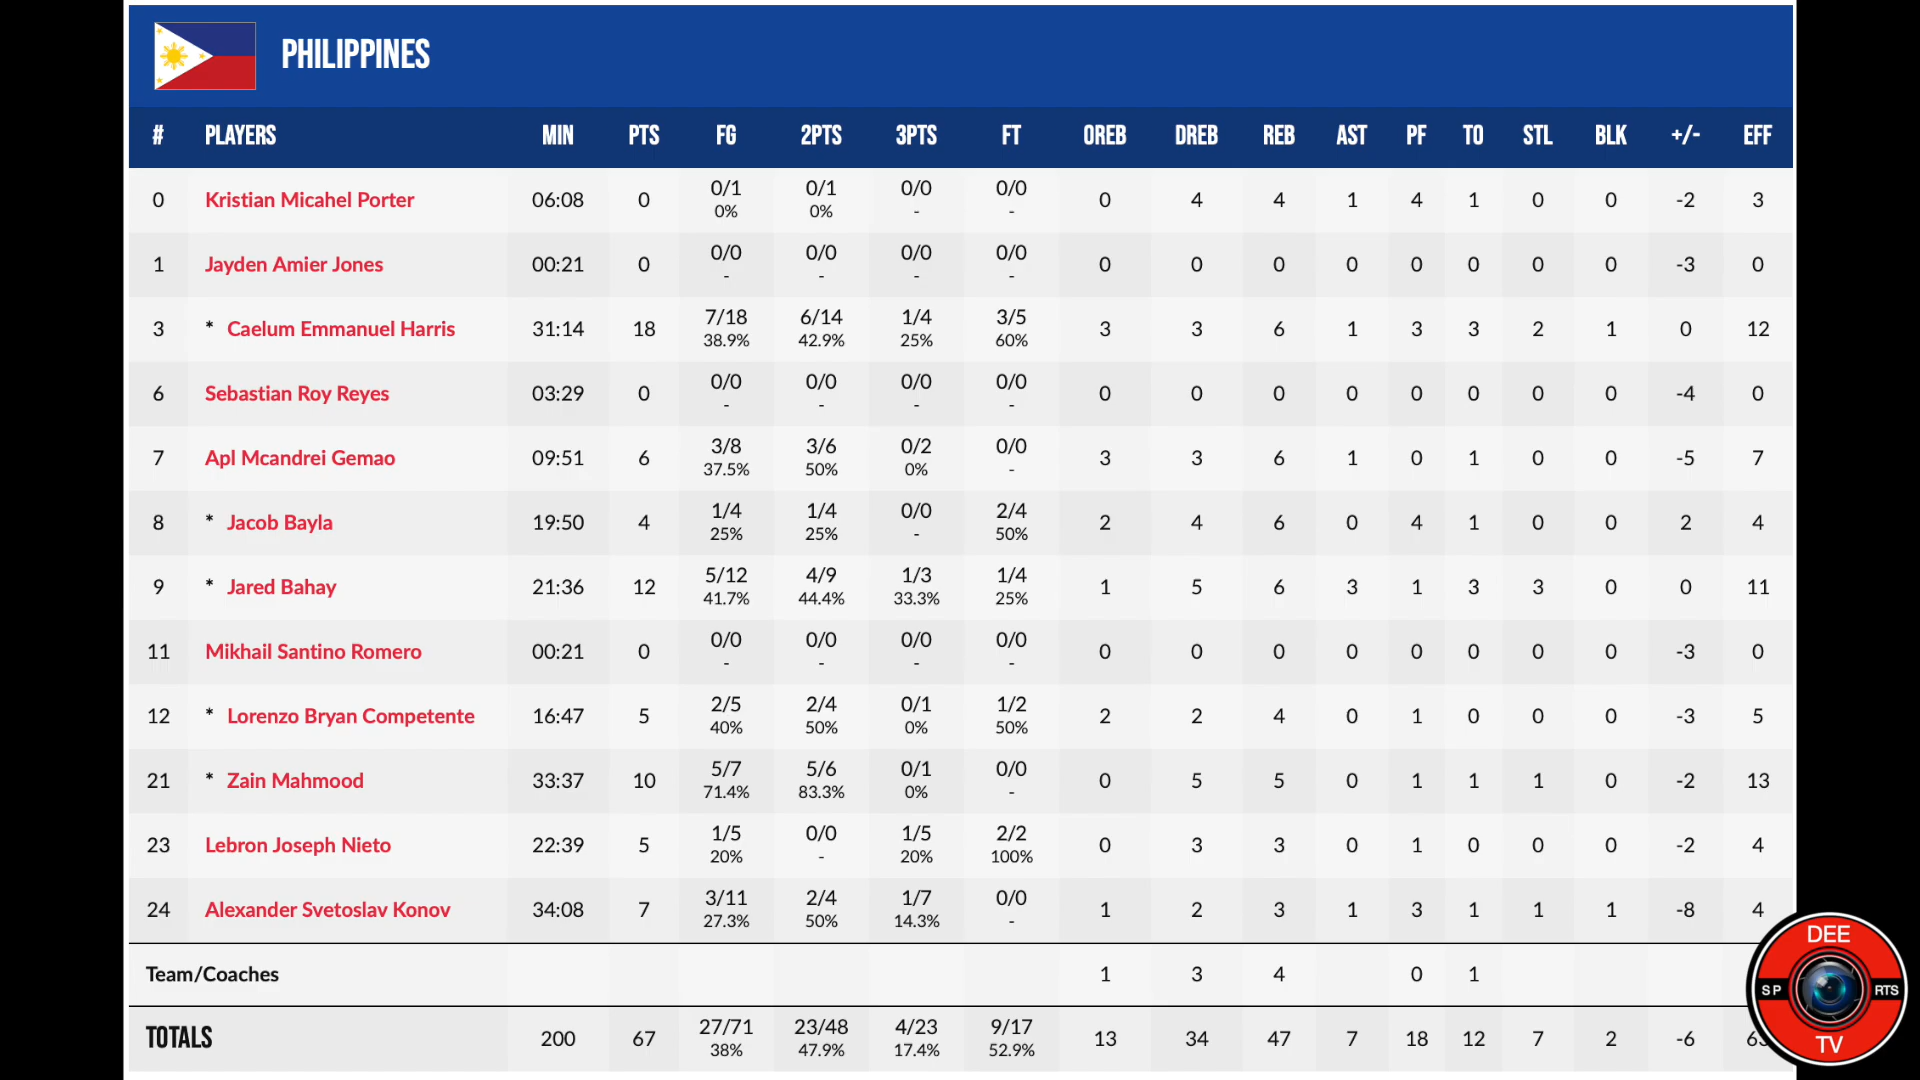 PHILIPPINES
# PLAYERS MIN PTS FG 2PTS 3PTS FT OREB DREB REB AST PF TO STL BLK +/- EFF
0 Kristian Micahel Porter 06:08 0 0/1 0/1 0/0 0/0 0 4 4 1 4 1 0 0 -2 3
0% 0% - -
1 Jayden Amier Jones 00:21 0 0/0 0/0 0/0 0/0 0 0 0 0 0 0 0 0 -3 0
- - - -
3 * Caelum Emmanuel Harris 31:14 18 7/18 6/14 1/4 3/5 3 3 6 1 3 3 2 1 0 12
38.9% 42.9% 25% 60%
6 Sebastian Roy Reyes 03:29 0 0/0 0/0 0/0 0/0 0 0 0 0 0 0 0 0 -4 0
- - - -
7 Apl Mcandrei Gemao 09:51 6 3/8 3/6 0/2 0/0 3 3 6 1 0 1 0 0 -5 7
37.5% 50% 0% -
8 * Jacob Bayla 19:50 4 1/4 1/4 0/0 2/4 2 4 6 0 4 1 0 0 2 4
25% 25% - 50%
9 * Jared Bahay 21:36 12 5/12 4/9 1/3 1/4 1 5 6 3 1 3 3 0 0 11
41.7% 44.4% 33.3% 25%
11 Mikhail Santino Romero 00:21 0 0/0 0/0 0/0 0/0 0 0 0 0 0 0 0 0 -3 0
- - - -
12 * Lorenzo Bryan Competente 16:47 5 2/5 2/4 0/1 1/2 2 2 4 0 1 0 0 0 -3 5
40% 50% 0% 50%
21 * Zain Mahmood 33:37 10 5/7 5/6 0/1 0/0 0 5 5 0 1 1 1 0 -2 13
71.4% 83.3% 0% -
23 Lebron Joseph Nieto 22:39 5 1/5 0/0 1/5 2/2 0 3 3 0 1 0 0 0 -2 4
20% - 20% 100%
24 Alexander Svetoslav Konov 34:08 7 3/11 2/4 1/7 0/0 1 2 3 1 3 1 1 1 -8 4
27.3% 50% 14.3% -
Team/Coaches 1 3 4 0 1
TOTALS 200 67 27/71 23/48 4/23 9/17 13 34 47 7 18 12 7 2 -6
38% 47.9% 17.4% 52.9%
DEE
SP RTS
TV